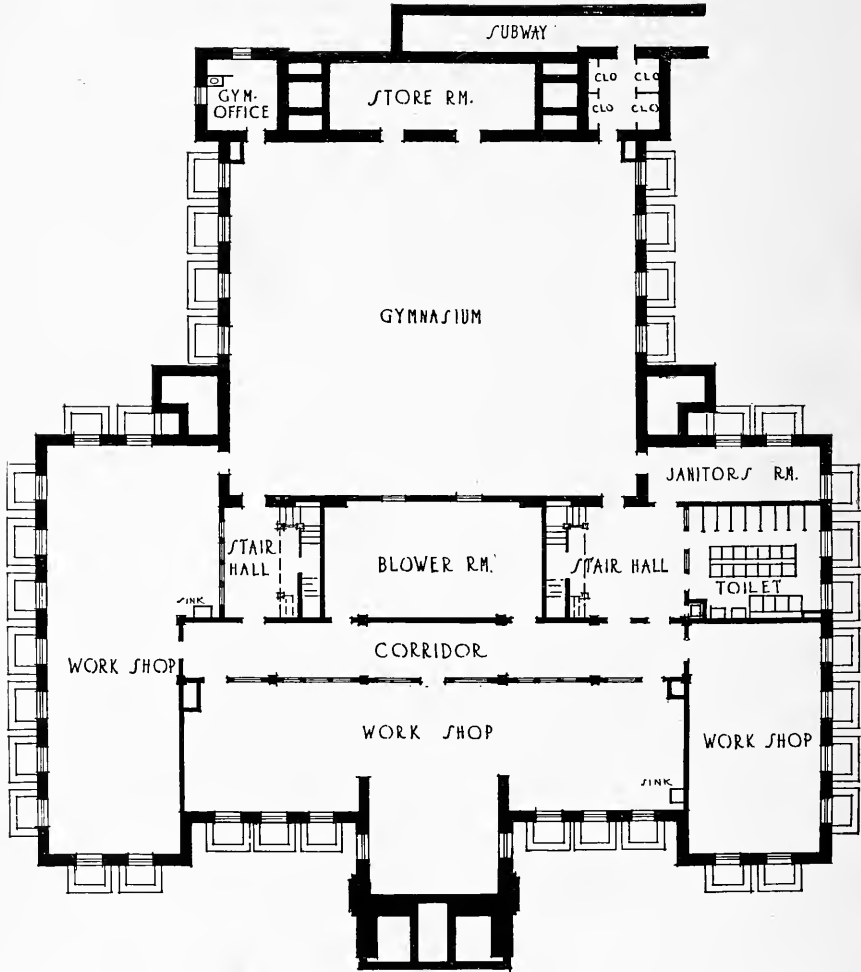 SUBWAY
CLO CLO
GYM-
OFFICE
STORE RM.
CLO CLO
GYMNASIUM
JANITORS RM.
STAIR
HALL
BLOWER RM.
STAIR HALL
TOILET
SINK
CORRIDOR
WORK SHOP
WORK SHOP
WORK SHOP
SINK